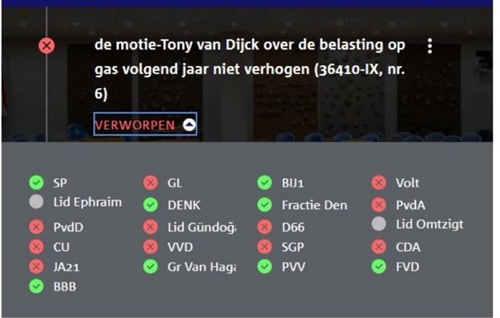 de motie-Tony van Dijck over de belasting op
gas volgend jaar niet verhogen (36410-IX, nr.
6)
VERWORPEN
SP GL BIJ1 Volt
Lid Ephraim DENK Fractie Den PvdA
PvdD Lid Gündoğ D66 Lid Omtzigt
CU VVD SGP CDA
JA21 Gr Van Haga PVV FVD
BBB